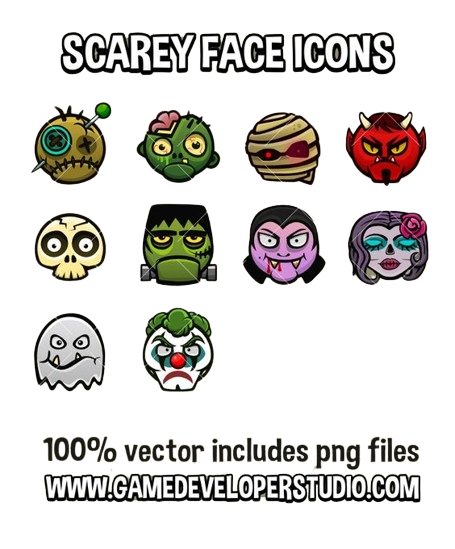 SCAREY FACE ICONS
100% vector includes png files
WWW.GAMEDEVELOPERSTUDIO.COM